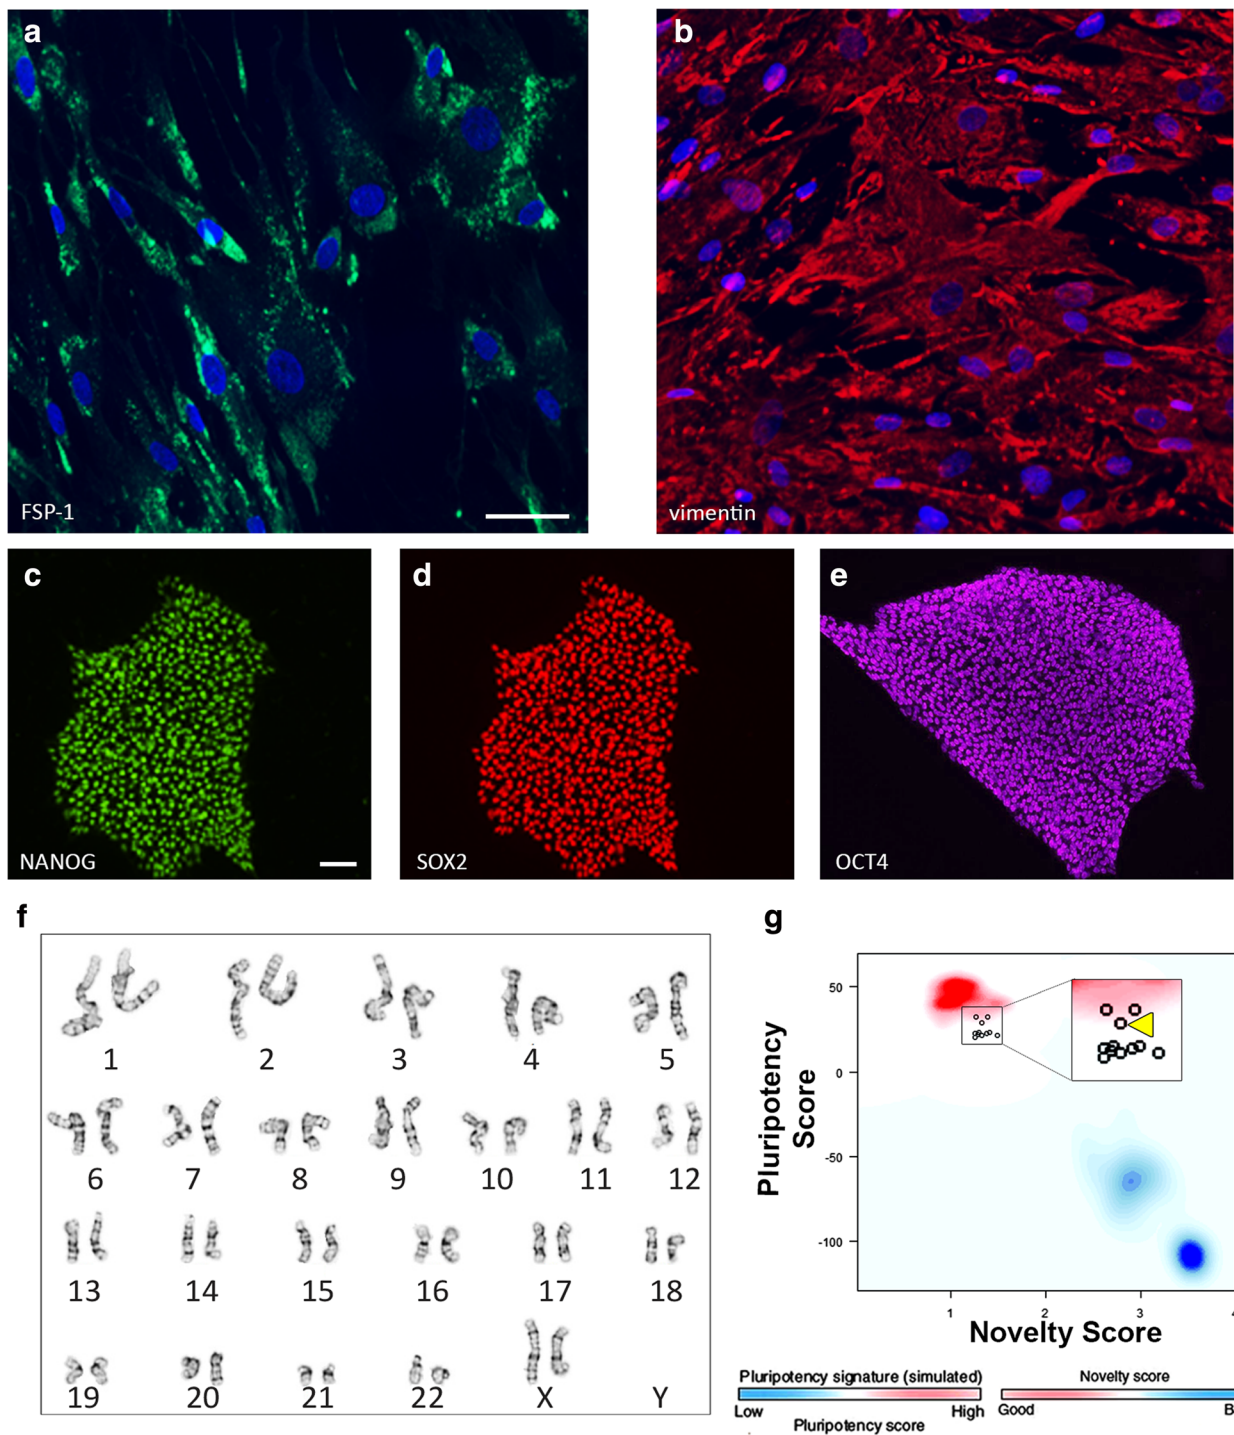 a
b
FSP-1
vimentin
c
d
e
NANOG
SOX2
OCT4
f
g
1 2 3 4 5
6 7 8 9 10 11 12
13 14 15 16 17 18
19 20 21 22 X Y
Pluripotency
Score
50
0
-50
-100
1 2 3 4
Novelty Score
Pluripotency signature (simulated)
Low High
Pluripotency score
Novelty score
Good B